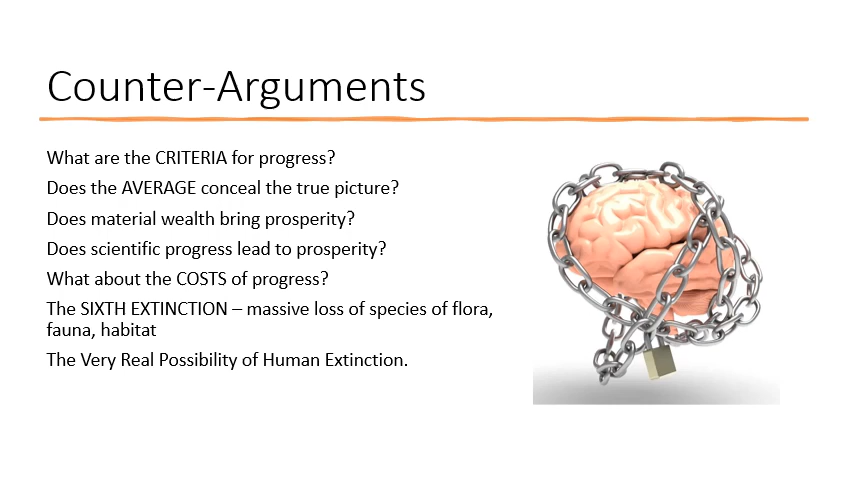 Counter-Arguments
What are the CRITERIA for progress?
Does the AVERAGE conceal the true picture?
Does material wealth bring prosperity?
Does scientific progress lead to prosperity?
What about the COSTS of progress?
The SIXTH EXTINCTION – massive loss of species of flora,
fauna, habitat
The Very Real Possibility of Human Extinction.